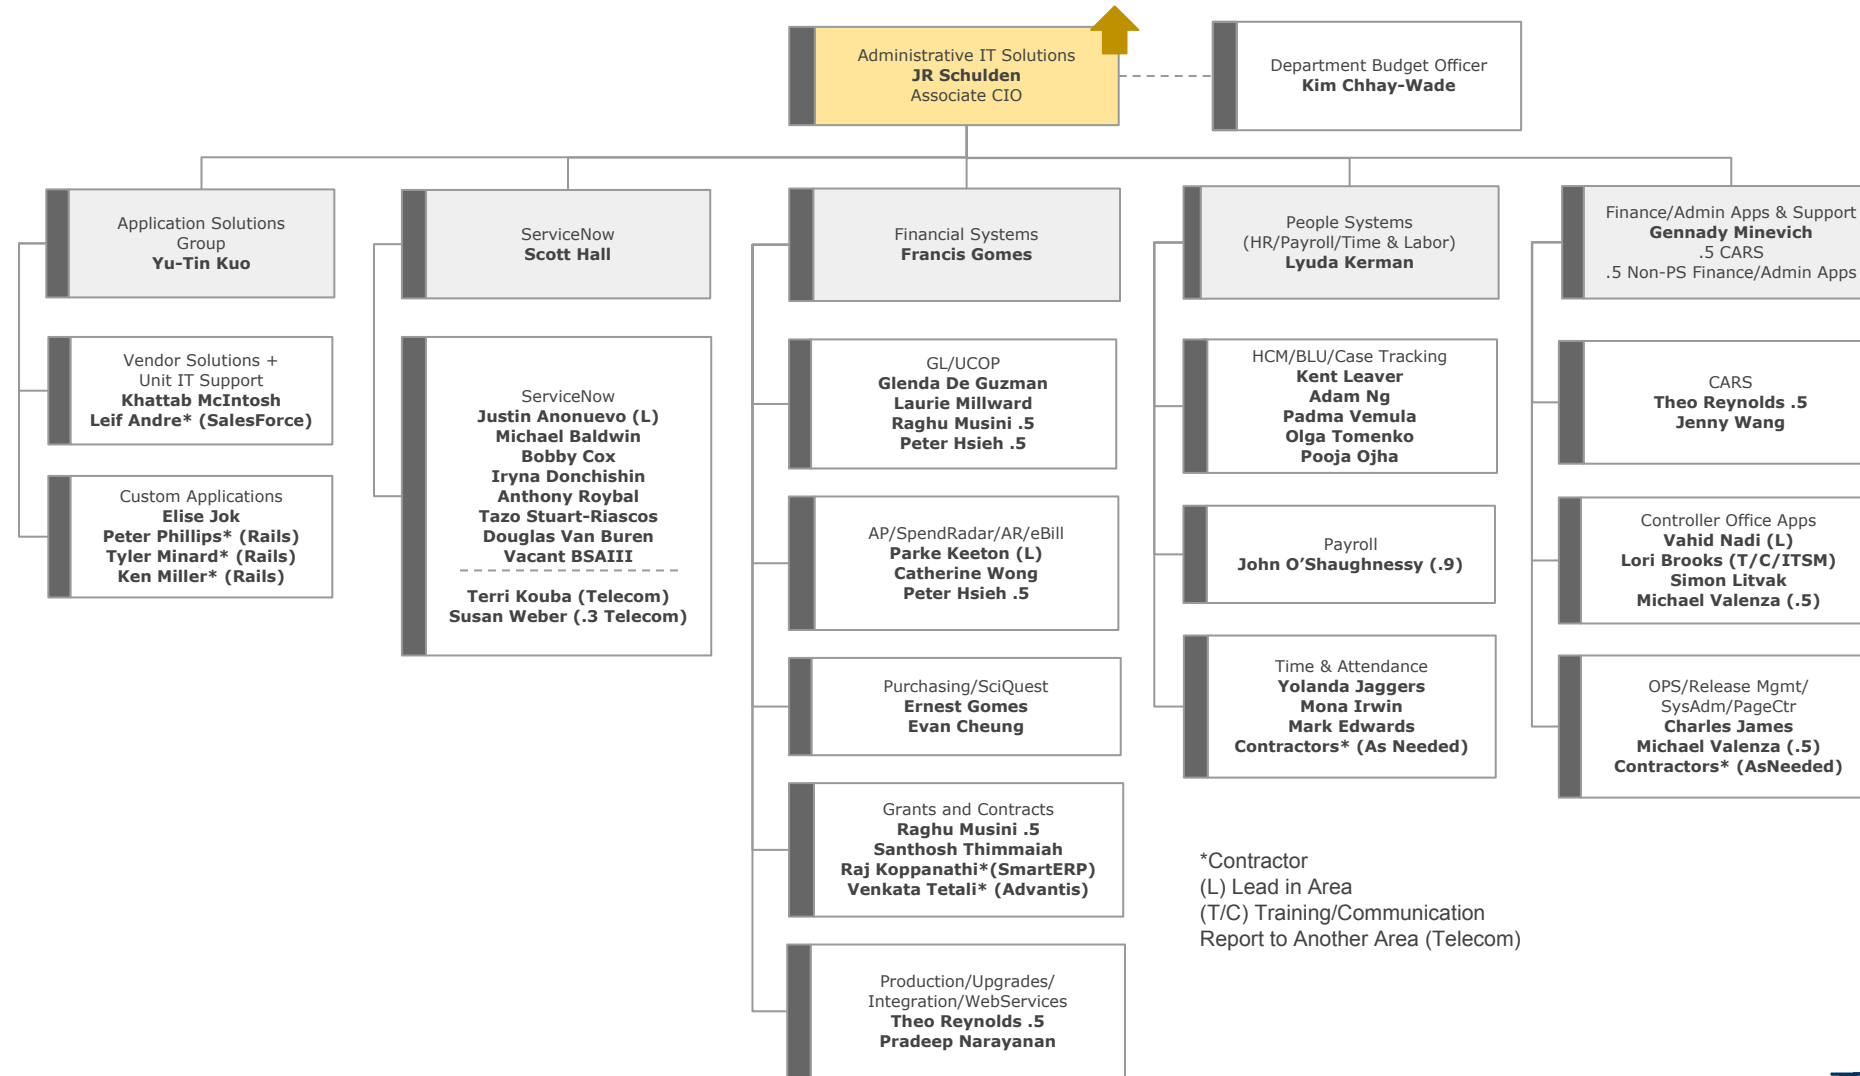 Administrative IT Solutions
JR Schulden
Associate CIO
Department Budget Officer
Kim Chhay-Wade
Application Solutions
Group
Yu-Tin Kuo
Vendor Solutions +
Unit IT Support
Khattab McIntosh
Leif Andre* (SalesForce)
Custom Applications
Elise Jok
Peter Phillips* (Rails)
Tyler Minard* (Rails)
Ken Miller* (Rails)
ServiceNow
Scott Hall
ServiceNow
Justin Anonuevo (L)
Michael Baldwin
Bobby Cox
Iryna Donchishin
Anthony Roybal
Tazo Stuart-Riascos
Douglas Van Buren
Vacant BSAIII
Terri Kouba (Telecom)
Susan Weber (.3 Telecom)
Financial Systems
Francis Gomes
GL/UCOP
Glenda De Guzman
Laurie Millward
Raghu Musini .5
Peter Hsieh .5
AP/SpendRadar/AR/eBill
Parke Keeton (L)
Catherine Wong
Peter Hsieh .5
Purchasing/SciQuest
Ernest Gomes
Evan Cheung
Grants and Contracts
Raghu Musini .5
Santhosh Thimmaiah
Raj Koppanathi*(SmartERP)
Venkata Tetali* (Advantis)
Production/Upgrades/
Integration/WebServices
Theo Reynolds .5
Pradeep Narayanan
People Systems
(HR/Payroll/Time & Labor)
Lyuda Kerman
HCM/BLU/Case Tracking
Kent Leaver
Adam Ng
Padma Vemula
Olga Tomenko
Pooja Ojha
Payroll
John O'Shaughnessy (.9)
Time & Attendance
Yolanda Jaggers
Mona Irwin
Mark Edwards
Contractors* (As Needed)
Finance/Admin Apps & Support
Gennady Minevich
.5 CARS
.5 Non-PS Finance/Admin Apps
CARS
Theo Reynolds .5
Jenny Wang
Controller Office Apps
Vahid Nadi (L)
Lori Brooks (T/C/ITSM)
Simon Litvak
Michael Valenza (.5)
OPS/Release Mgmt/
SysAdm/PageCtr
Charles James
Michael Valenza (.5)
Contractors* (AsNeeded)
*Contractor
(L) Lead in Area
(T/C) Training/Communication
Report to Another Area (Telecom)